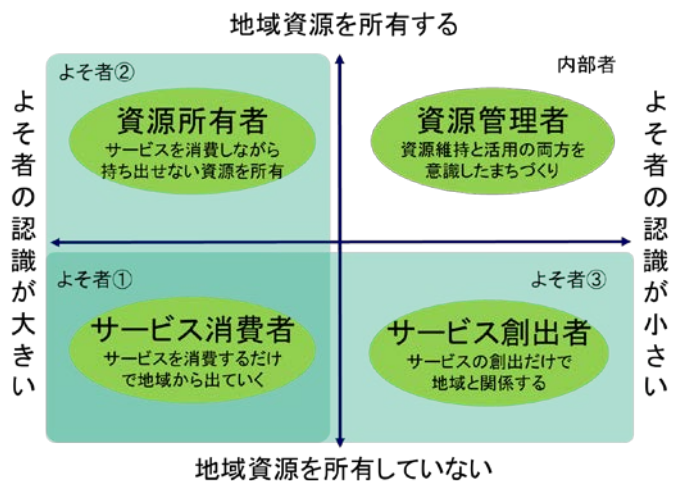 地域資源を所有する
よそ者の認識が大きい
よそ者②
資源所有者
サービスを消費しながら
持ち出せない資源を所有
内部者
資源管理者
資源維持と活用の両方を
意識したまちづくり
よそ者の認識が小さい
よそ者①
サービス消費者
サービスを消費するだけ
で地域から出ていく
よそ者③
サービス創出者
サービスの創出だけで
地域と関係する
地域資源を所有していない